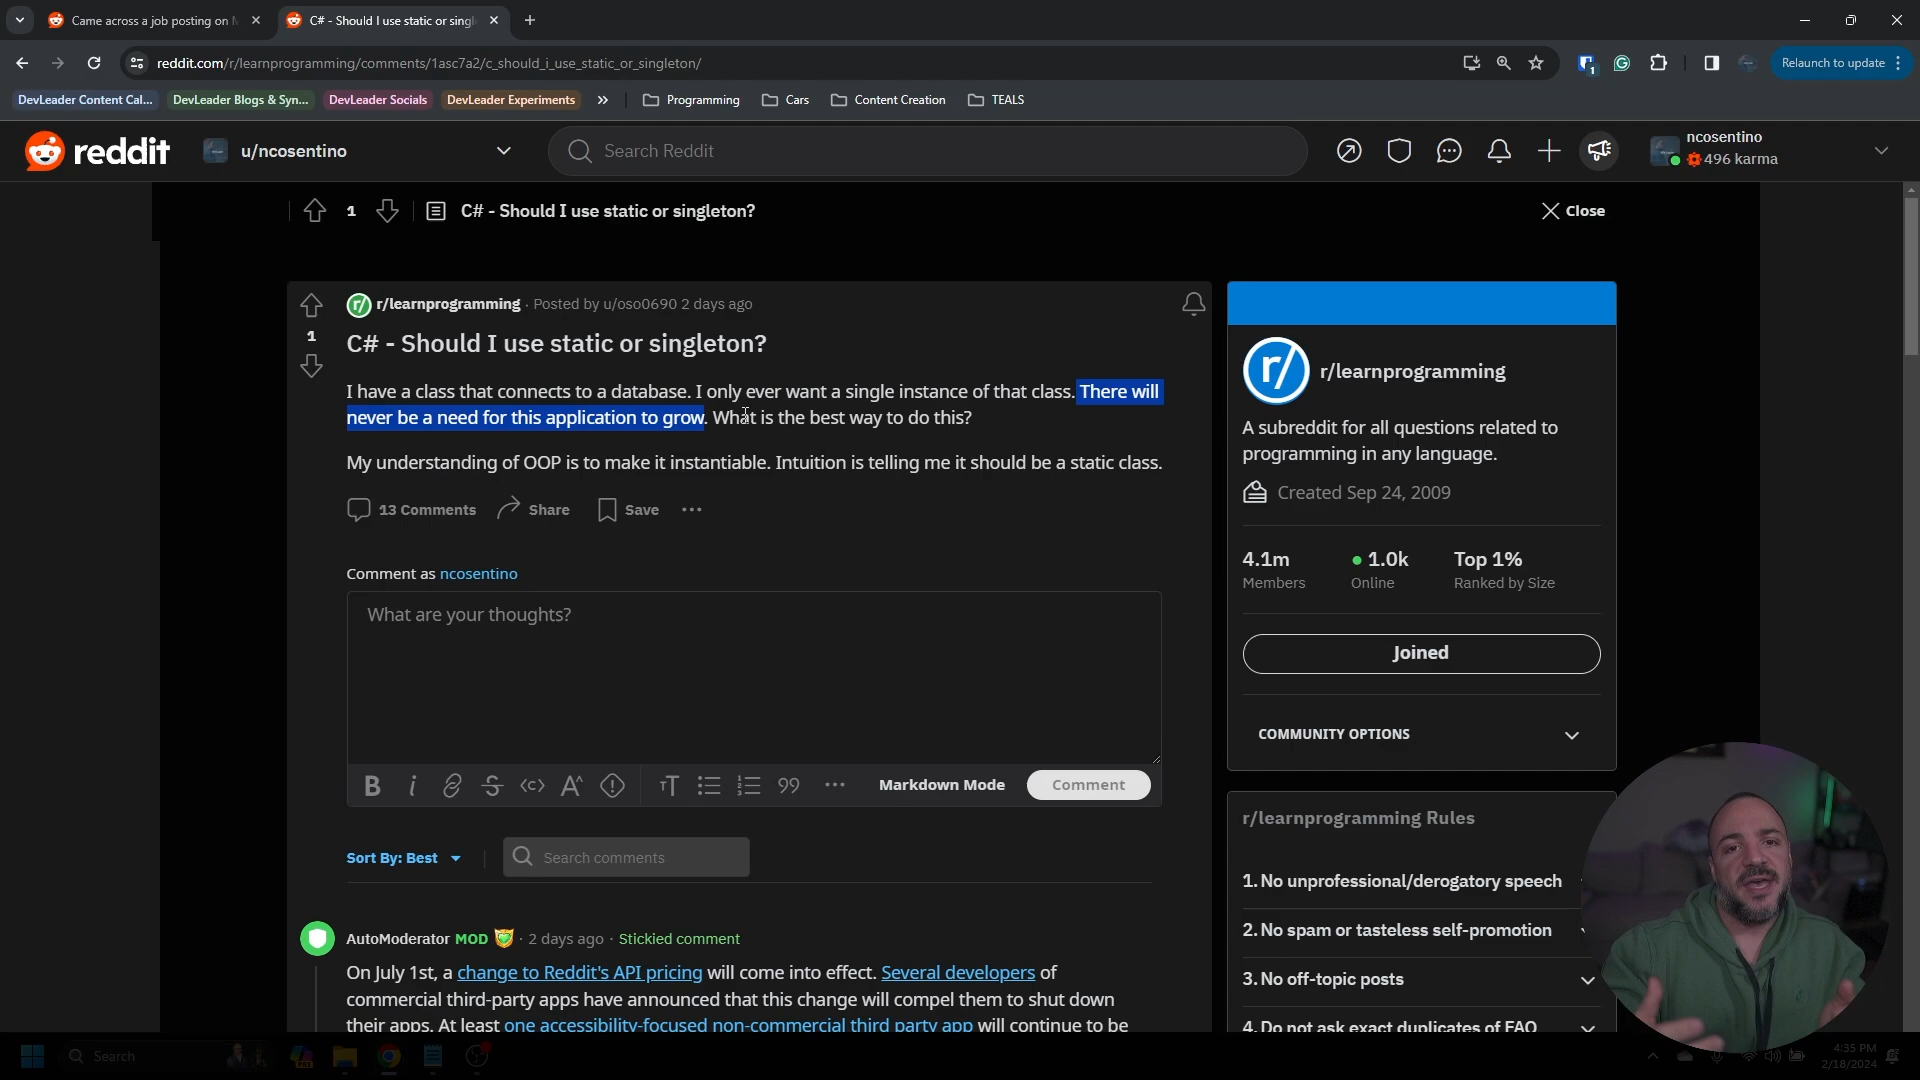 Came across a job posting on
C# - Should I use static or singl
reddit.com/r/learnprogramming/comments/1asc7a2/c_should_i_use_static_or_singleton/
1
Relaunch to update
DevLeader Content Cal...
DevLeader Blogs & Syn...
DevLeader Socials
DevLeader Experiments
Programming
Cars
Content Creation
TEALS
reddit
u/ncosentino
Search Reddit
ncosentino
496 karma
1
C# - Should I use static or singleton?
Close
r/learnprogramming · Posted by u/oso0690 2 days ago
1
C# - Should I use static or singleton?
I have a class that connects to a database. I only ever want a single instance of that class. There will
never be a need for this application to grow. What is the best way to do this?
My understanding of OOP is to make it instantiable. Intuition is telling me it should be a static class.
13 Comments
Share
Save
Comment as ncosentino
What are your thoughts?
Markdown Mode
Comment
Sort By: Best
Search comments
AutoModerator MOD · 2 days ago · Stickied comment
On July 1st, a change to Reddit's API pricing will come into effect. Several developers of
commercial third-party apps have announced that this change will compel them to shut down
their apps. At least one accessibility-focused non-commercial third party app will continue to be
r/
r/learnprogramming
A subreddit for all questions related to
programming in any language.
Created Sep 24, 2009
4.1m
Members
1.0k
Online
Top 1%
Ranked by Size
Joined
COMMUNITY OPTIONS
r/learnprogramming Rules
1. No unprofessional/derogatory speech
2. No spam or tasteless self-promotion
3. No off-topic posts
4. Do not ask exact duplicates of FAQ
Search
4:35 PM
2/18/2024